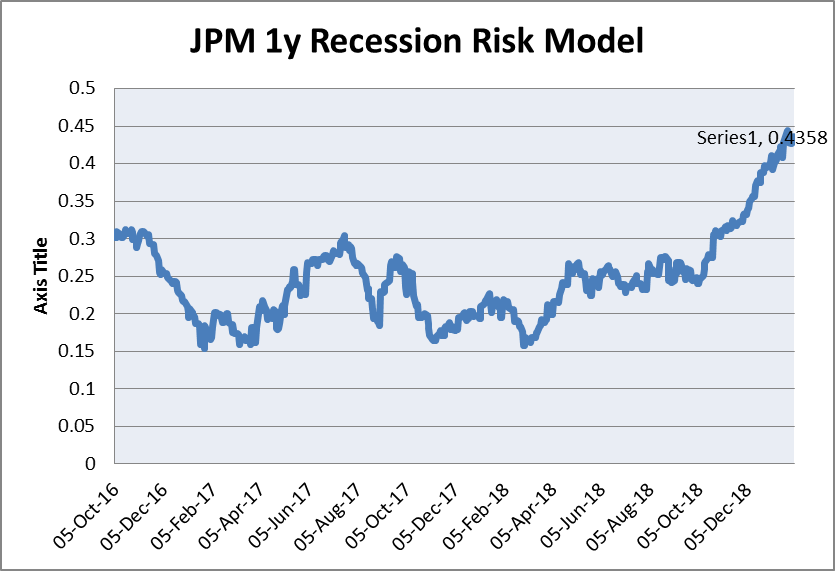 JPM 1y Recession Risk Model
0.5
0.45
0.4
0.35
0.3
0.25
0.2
0.15
0.1
0.05
0
Axis Title
Series1, 0.4358
05-Oct-16
05-Dec-16
05-Feb-17
05-Apr-17
05-Jun-17
05-Aug-17
05-Oct-17
05-Dec-17
05-Feb-18
05-Apr-18
05-Jun-18
05-Aug-18
05-Oct-18
05-Dec-18